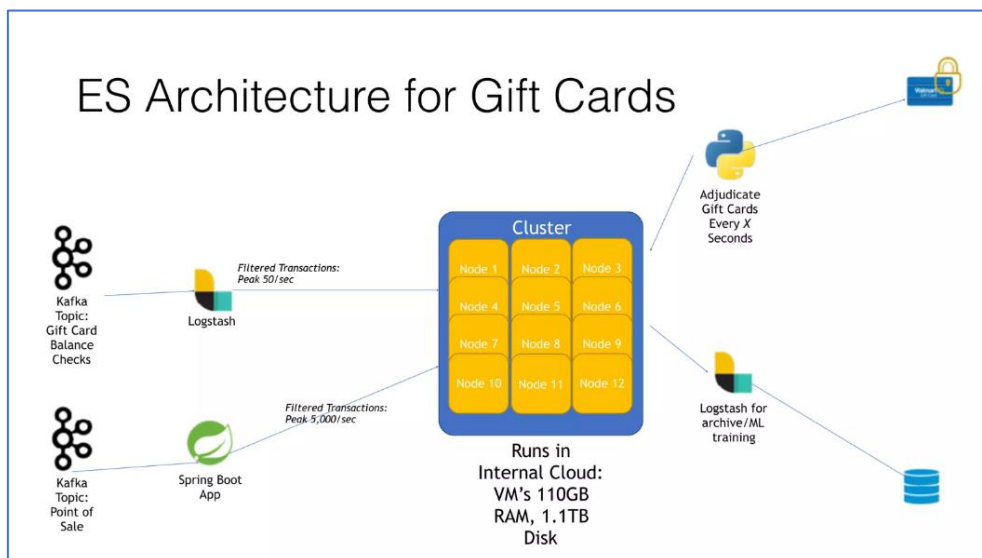 ES Architecture for Gift Cards
Walmart
Adjudicate
Gift Cards
Every X
Seconds
Cluster
Node 1
Node 2
Node 3
Node 4
Node 5
Node 6
Node 7
Node 8
Node 9
Node 10
Node 11
Node 12
Filtered Transactions:
Peak 50/sec
Kafka
Topic:
Gift Card
Balance
Checks
Logstash
Filtered Transactions:
Peak 5,000/sec
Kafka
Topic:
Point of
Sale
Spring Boot
App
Runs in
Internal Cloud:
VM's 110GB
RAM, 1.1TB
Disk
Logstash for
archive/ML
training